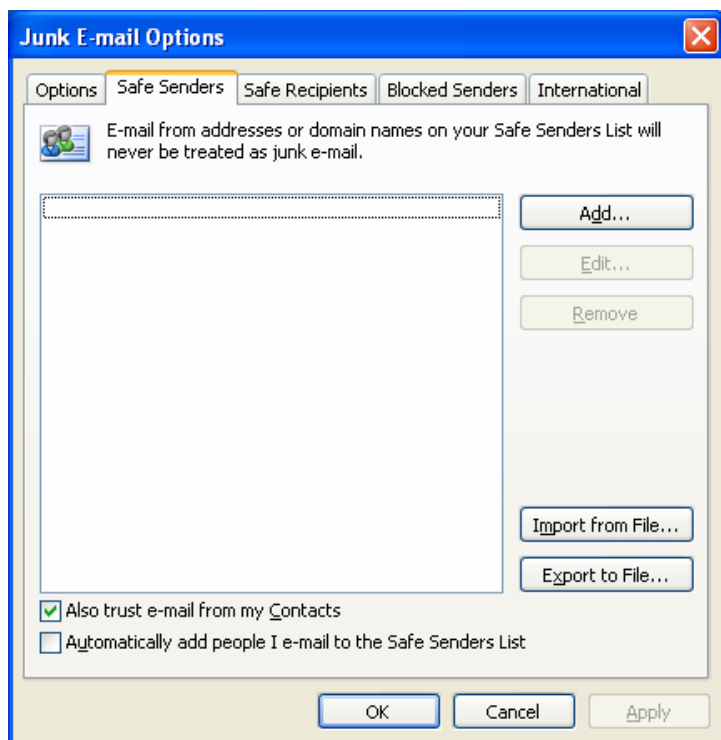 Junk E-mail Options
Options
Safe Senders
Safe Recipients
Blocked Senders
International
E-mail from addresses or domain names on your Safe Senders List will
never be treated as junk e-mail.
Add...
Edit...
Remove
Import from File...
Export to File...
Also trust e-mail from my Contacts
Automatically add people I e-mail to the Safe Senders List
OK
Cancel
Apply